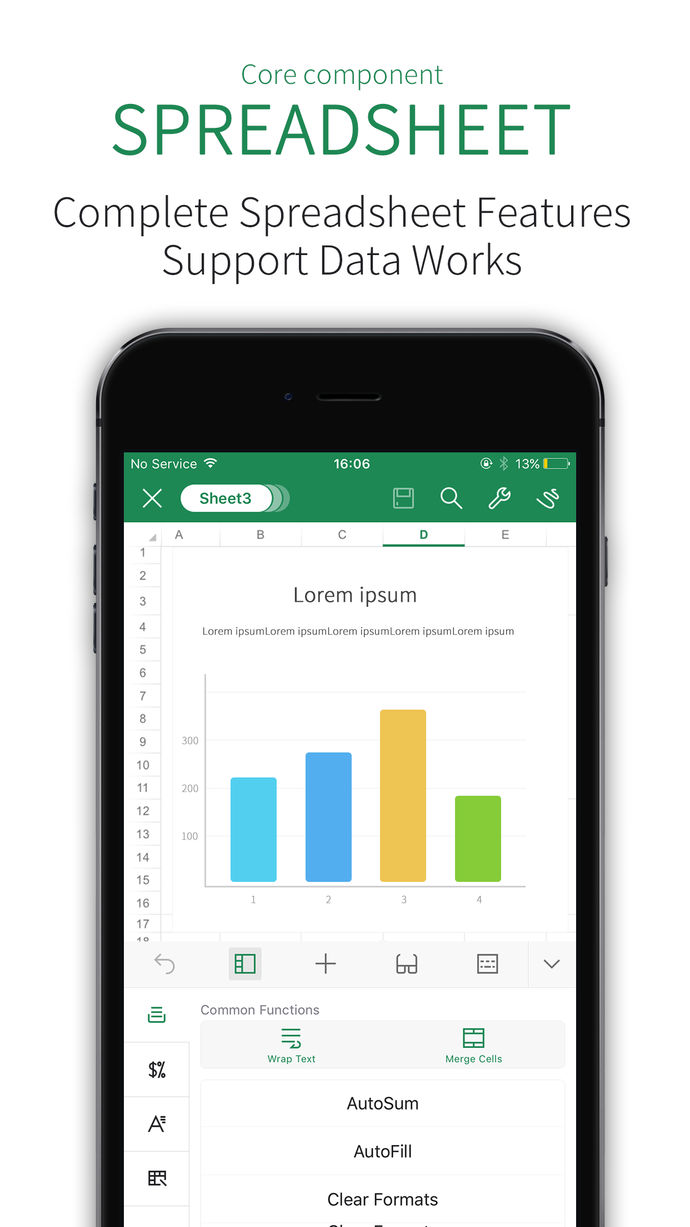 Core component
SPREADSHEET
Complete Spreadsheet Features
Support Data Works
No Service 16:06 13%
Sheet3
A B C D E
1
2
3
Lorem ipsum
4
Lorem ipsumLorem ipsumLorem ipsumLorem ipsumLorem ipsum
5
6
7
8
9
300
10
11
200
12
13
100
14
15
16
1 2 3 4
17
18
Common Functions
Wrap Text Merge Cells
$%
AutoSum
A
AutoFill
Clear Formats